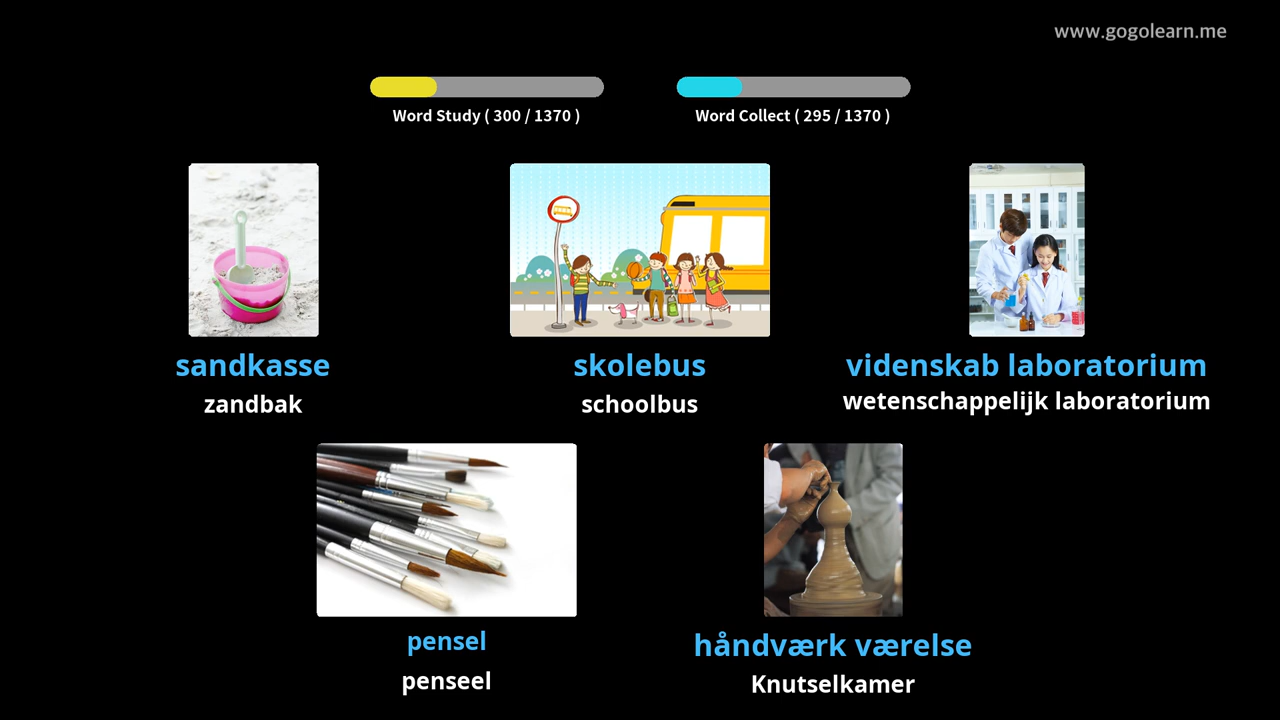 www.gogolearn.me
Word Study ( 300 / 1370 )
Word Collect ( 295 / 1370 )
sandkasse
zandbak
skolebus
schoolbus
videnskab laboratorium
wetenschappelijk laboratorium
pensel
penseel
håndværk værelse
Knutselkamer